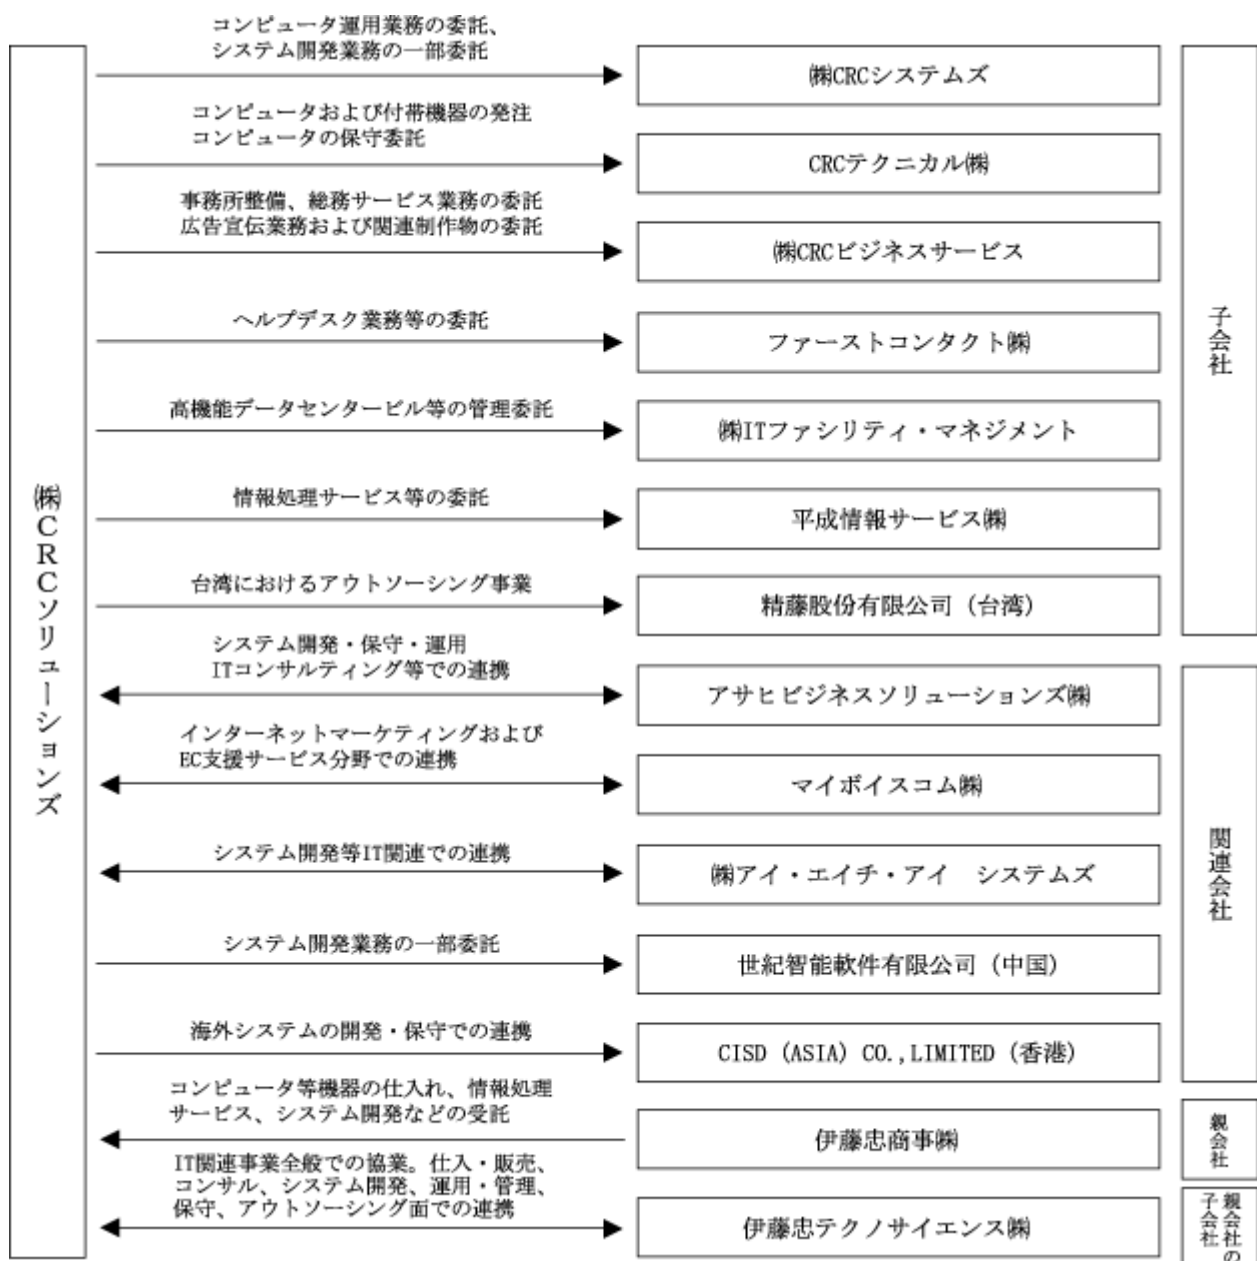 コンピュータ運用業務の委託、
システム開発業務の一部委託
㈱CRCシステムズ
コンピュータおよび付帯機器の発注
コンピュータの保守委託
CRCテクニカル㈱
事務所整備、総務サービス業務の委託
広告宣伝業務および関連制作物の委託
㈱CRCビジネスサービス
ヘルプデスク業務等の委託
ファーストコンタクト㈱
子会社
高機能データセンタービル等の管理委託
㈱ITファシリティ・マネジメント
㈱CRCソリューションズ
情報処理サービス等の委託
平成情報サービス㈱
台湾におけるアウトソーシング事業
精藤股份有限公司（台湾）
システム開発・保守・運用
ITコンサルティング等での連携
アサヒビジネスソリューションズ㈱
インターネットマーケティングおよび
EC支援サービス分野での連携
マイボイスコム㈱
システム開発等IT関連での連携
㈱アイ・エイチ・アイ　システムズ
関連会社
システム開発業務の一部委託
世紀智能軟件有限公司（中国）
海外システムの開発・保守での連携
CISD（ASIA）CO.,LIMITED（香港）
コンピュータ等機器の仕入れ、情報処理
サービス、システム開発などの受託
伊藤忠商事㈱
親会社
IT関連事業全般での協業。仕入・販売、
コンサル、システム開発、運用・管理、
保守、アウトソーシング面での連携
伊藤忠テクノサイエンス㈱
親会社の
子会社